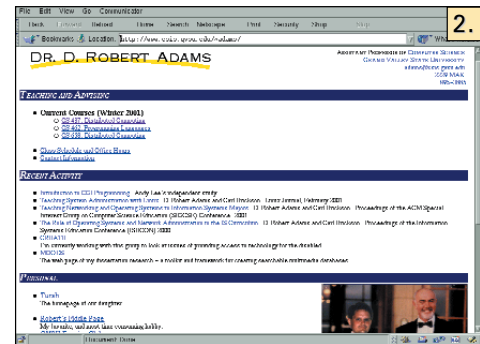 File Edit View Go Communicator
Back Forward Reload Home Search Netscape Print Security Shop Stop
2.
Bookmarks Location: http://www.csis.gvsu.edu/~adams/
DR. D. ROBERT ADAMS
ASSISTANT PROFESSOR OF COMPUTER SCIENCE
GRAND VALLEY STATE UNIVERSITY
TEACHING AND ADVISING
Current Courses (Winter 2001)
Distributed Computing
Programming Languages
Distributed Computing
Class Schedule and Office Hours
Contact Information
RECENT ACTIVITY
Introduction to CGI Programming. Andy Lee's independent study.
Teaching System Administration with Linux. D. Robert Adams and Carl Erickson. Linux Journal, February 2001
Teaching Networking and Operating Systems to Information Systems Majors. D. Robert Adams and Carl Erickson. Proceedings of the ACM Special
Interest Group on Computer Science Education (SIGCSE) Conference. 2001
The Role of Operating Systems and Network Administration in the IS Curriculum. D. Robert Adams and Carl Erickson. Proceedings of the Information
Systems Education Conference (ISECON) 2000
I'm currently working with this group to look at issues of providing access to technology for the disabled
MOODS
The web page of my dissertation research - a toolkit and framework for creating searchable multimedia databases
PERSONAL
Turah
The homepage of our daughter
Robert's Fiddle Page
My favorite, and most time consuming hobby.
Document: Done